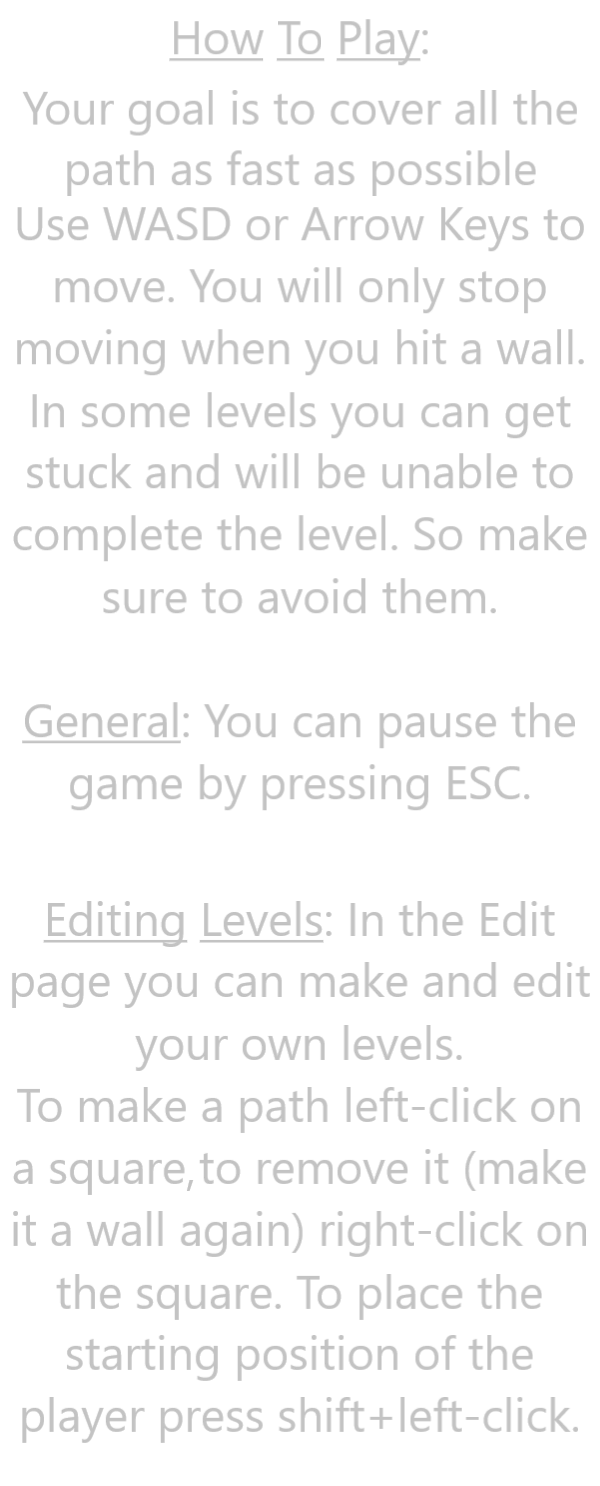 How To Play:
Your goal is to cover all the
path as fast as possible
Use WASD or Arrow Keys to
move. You will only stop
moving when you hit a wall.
In some levels you can get
stuck and will be unable to
complete the level. So make
sure to avoid them.
General: You can pause the
game by pressing ESC.
Editing Levels: In the Edit
page you can make and edit
your own levels.
To make a path left-click on
a square,to remove it (make
it a wall again) right-click on
the square. To place the
starting position of the
player press shift+left-click.